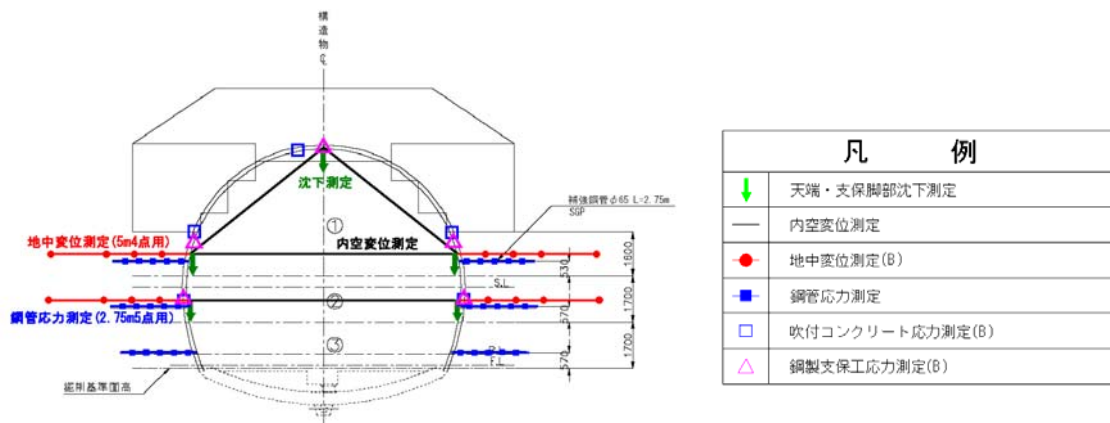 構造物
℄
沈下測定
補強鋼管φ65 L=2.75m
SGP
①
地中変位測定(5m4点用)
内空変位測定
1600
530
S.L
1700
②
570
鋼管応力測定(2.75m5点用)
1700
③
570
F.L
掘削基準面高
凡 例
天端・支保脚部沈下測定
内空変位測定
地中変位測定(B)
鋼管応力測定
吹付コンクリート応力測定(B)
鋼製支保工応力測定(B)